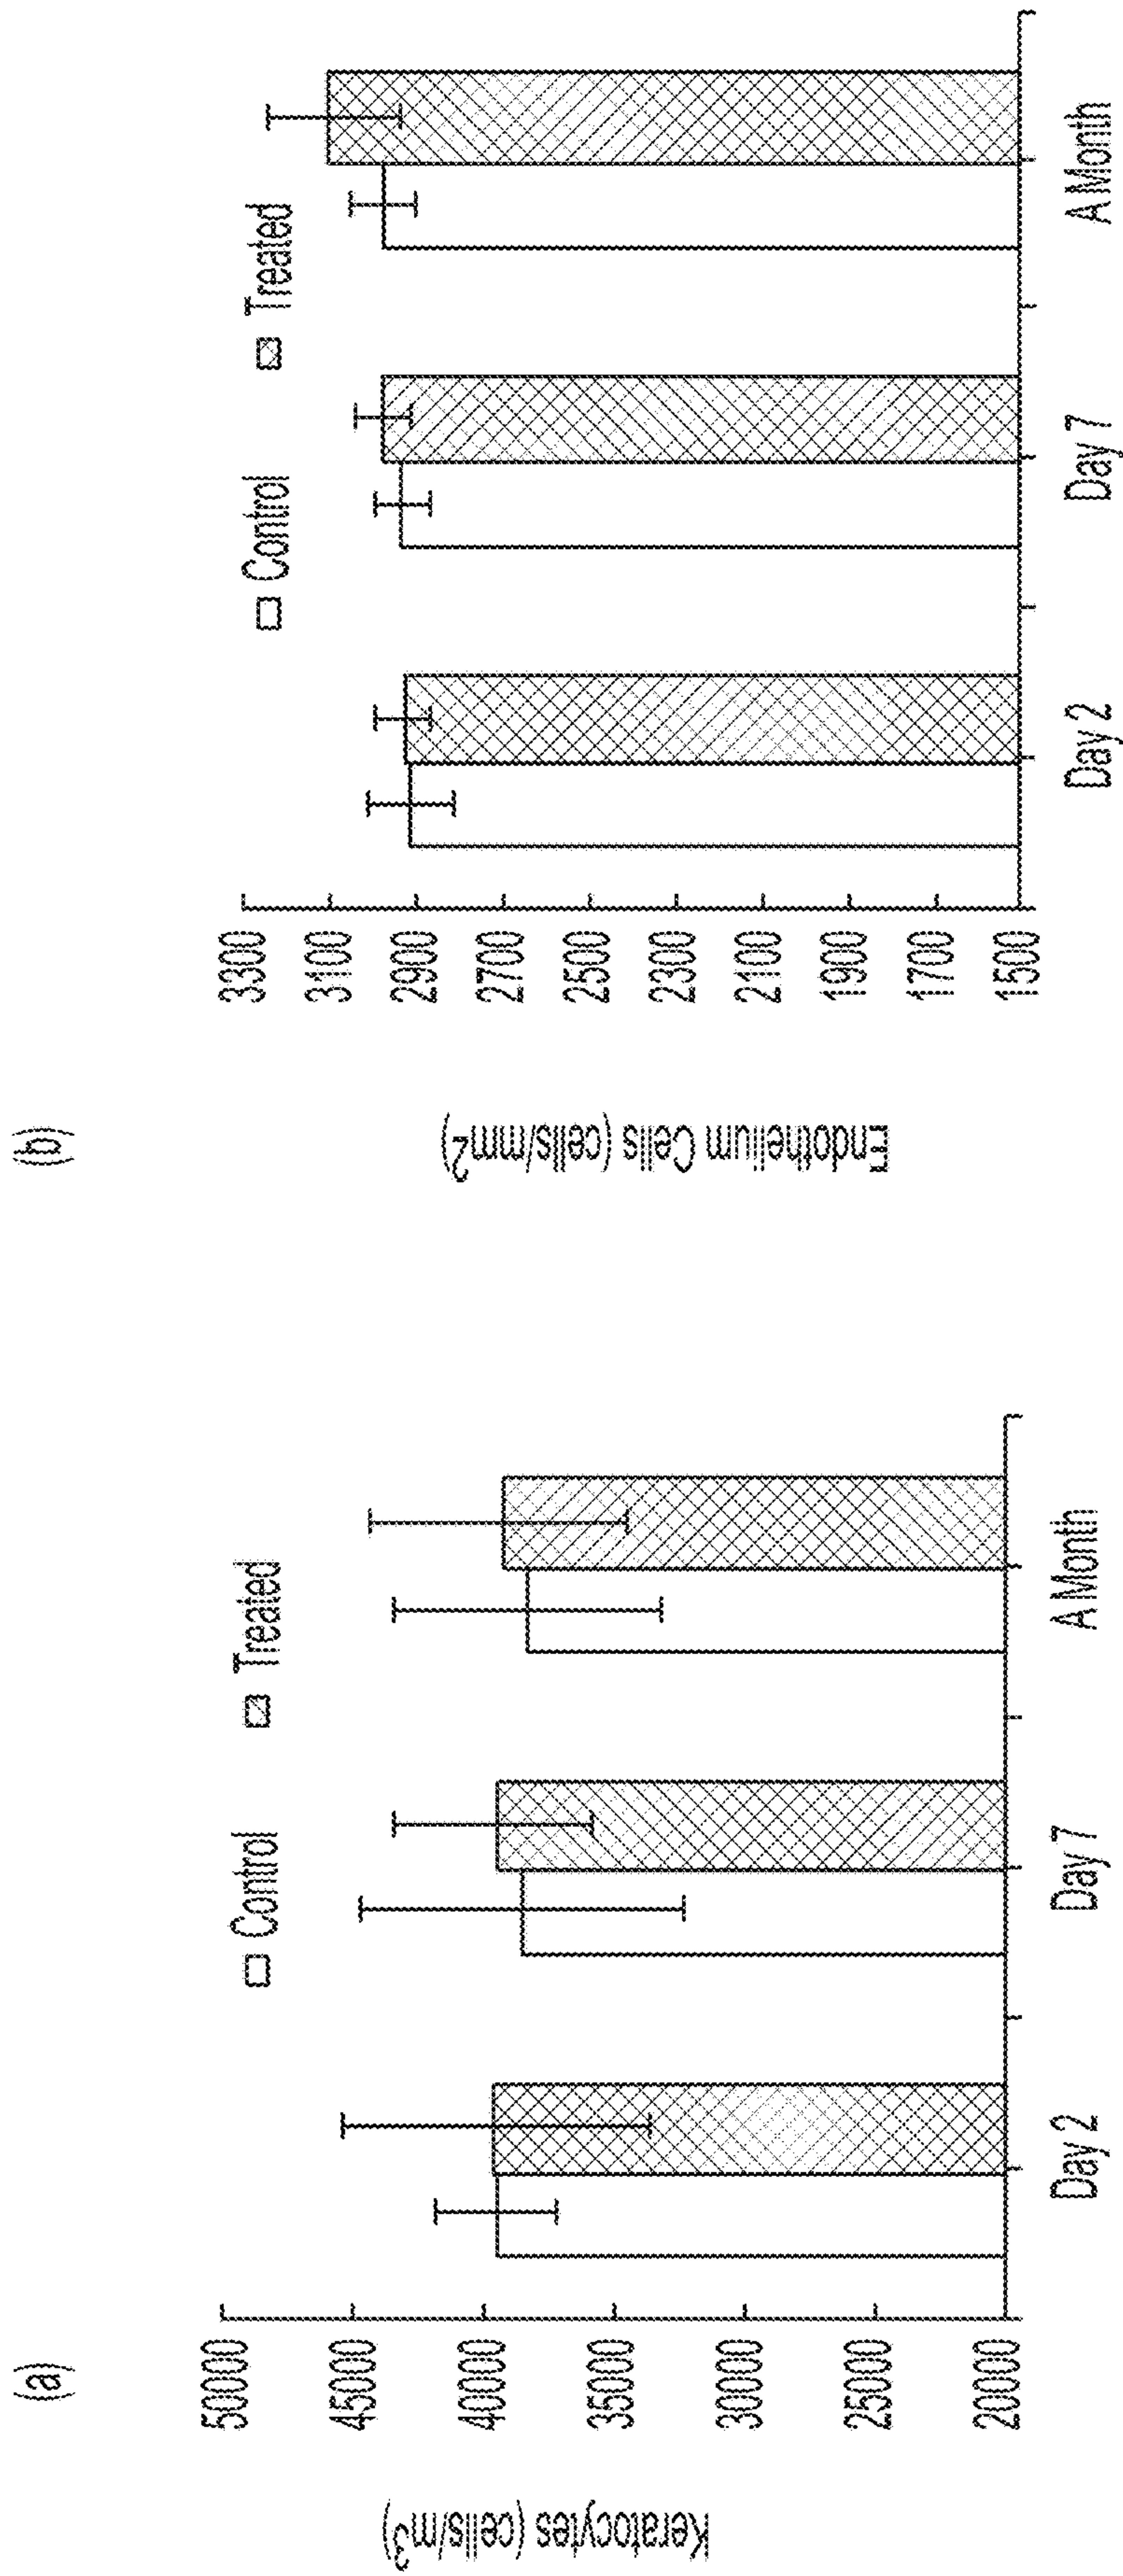 (a)
Keratocytes (cells/m3)
50000
45000
40000
35000
30000
25000
20000
Control
Treated
Day 2
Day 7
A Month
(b)
Endothelium Cells (cells/mm2)
3300
3100
2900
2700
2500
2300
2100
1900
1700
1500
Control
Treated
Day 2
Day 7
A Month